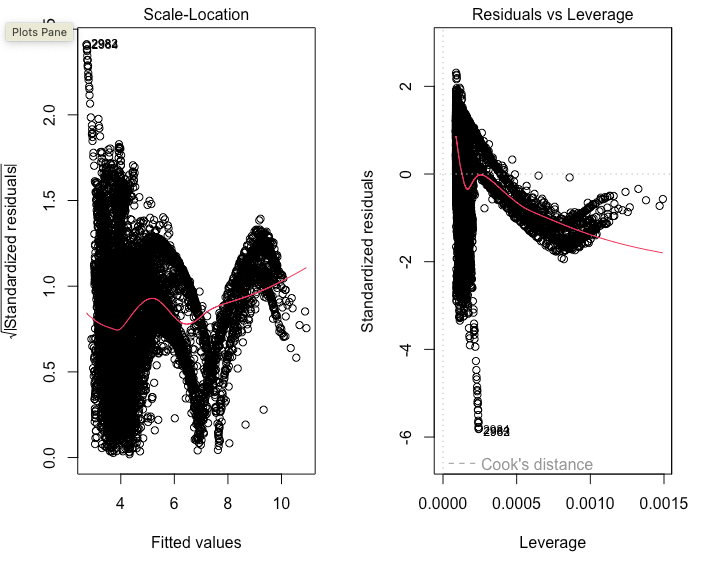 Scale-Location
Plots Pane
2.0
1.5
1.0
0.5
0.0
√|Standardized residuals|
4 6 8 10
Fitted values
Residuals vs Leverage
2
0
-2
-4
-6
Standardized residuals
Cook's distance
0.0000 0.0005 0.0010 0.0015
Leverage